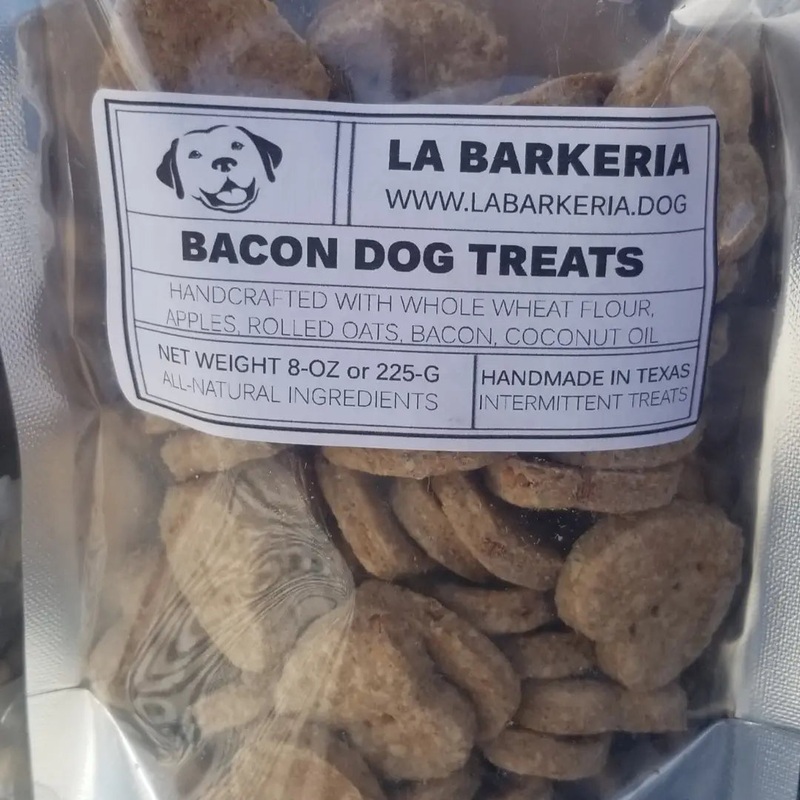 LA BARKERIA
WWW.LABARKERIA.DOG
BACON DOG TREATS
HANDCRAFTED WITH WHOLE WHEAT FLOUR,
APPLES, ROLLED OATS, BACON, COCONUT OIL
NET WEIGHT 8-OZ or 225-G
ALL-NATURAL INGREDIENTS
HANDMADE IN TEXAS
INTERMITTENT TREATS